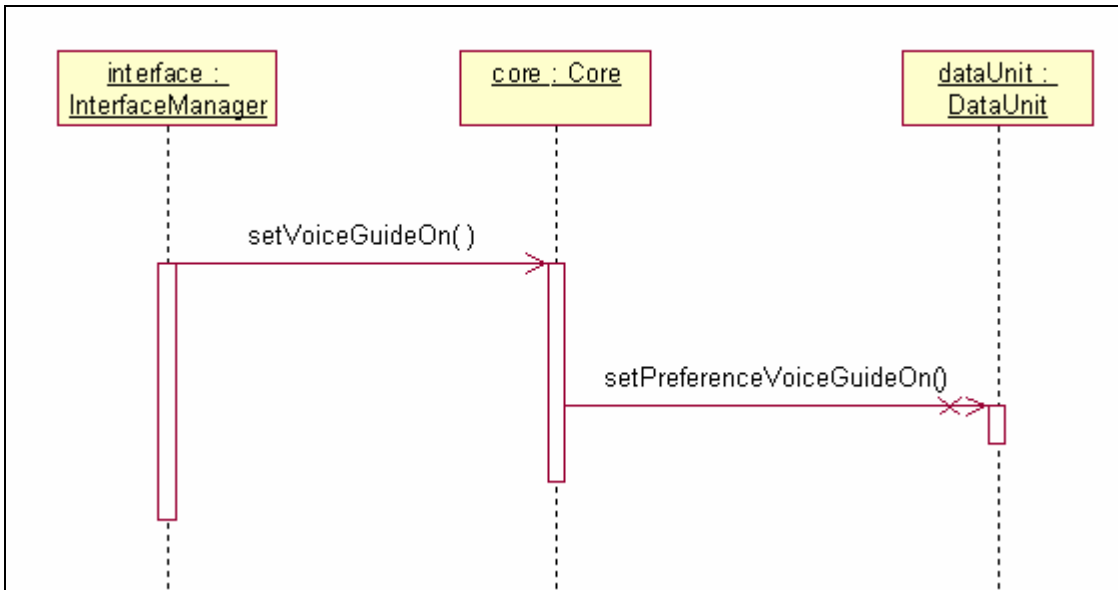 interface :
InterfaceManager
core : Core
dataUnit :
DataUnit
setVoiceGuideOn( )
setPreferenceVoiceGuideOn()